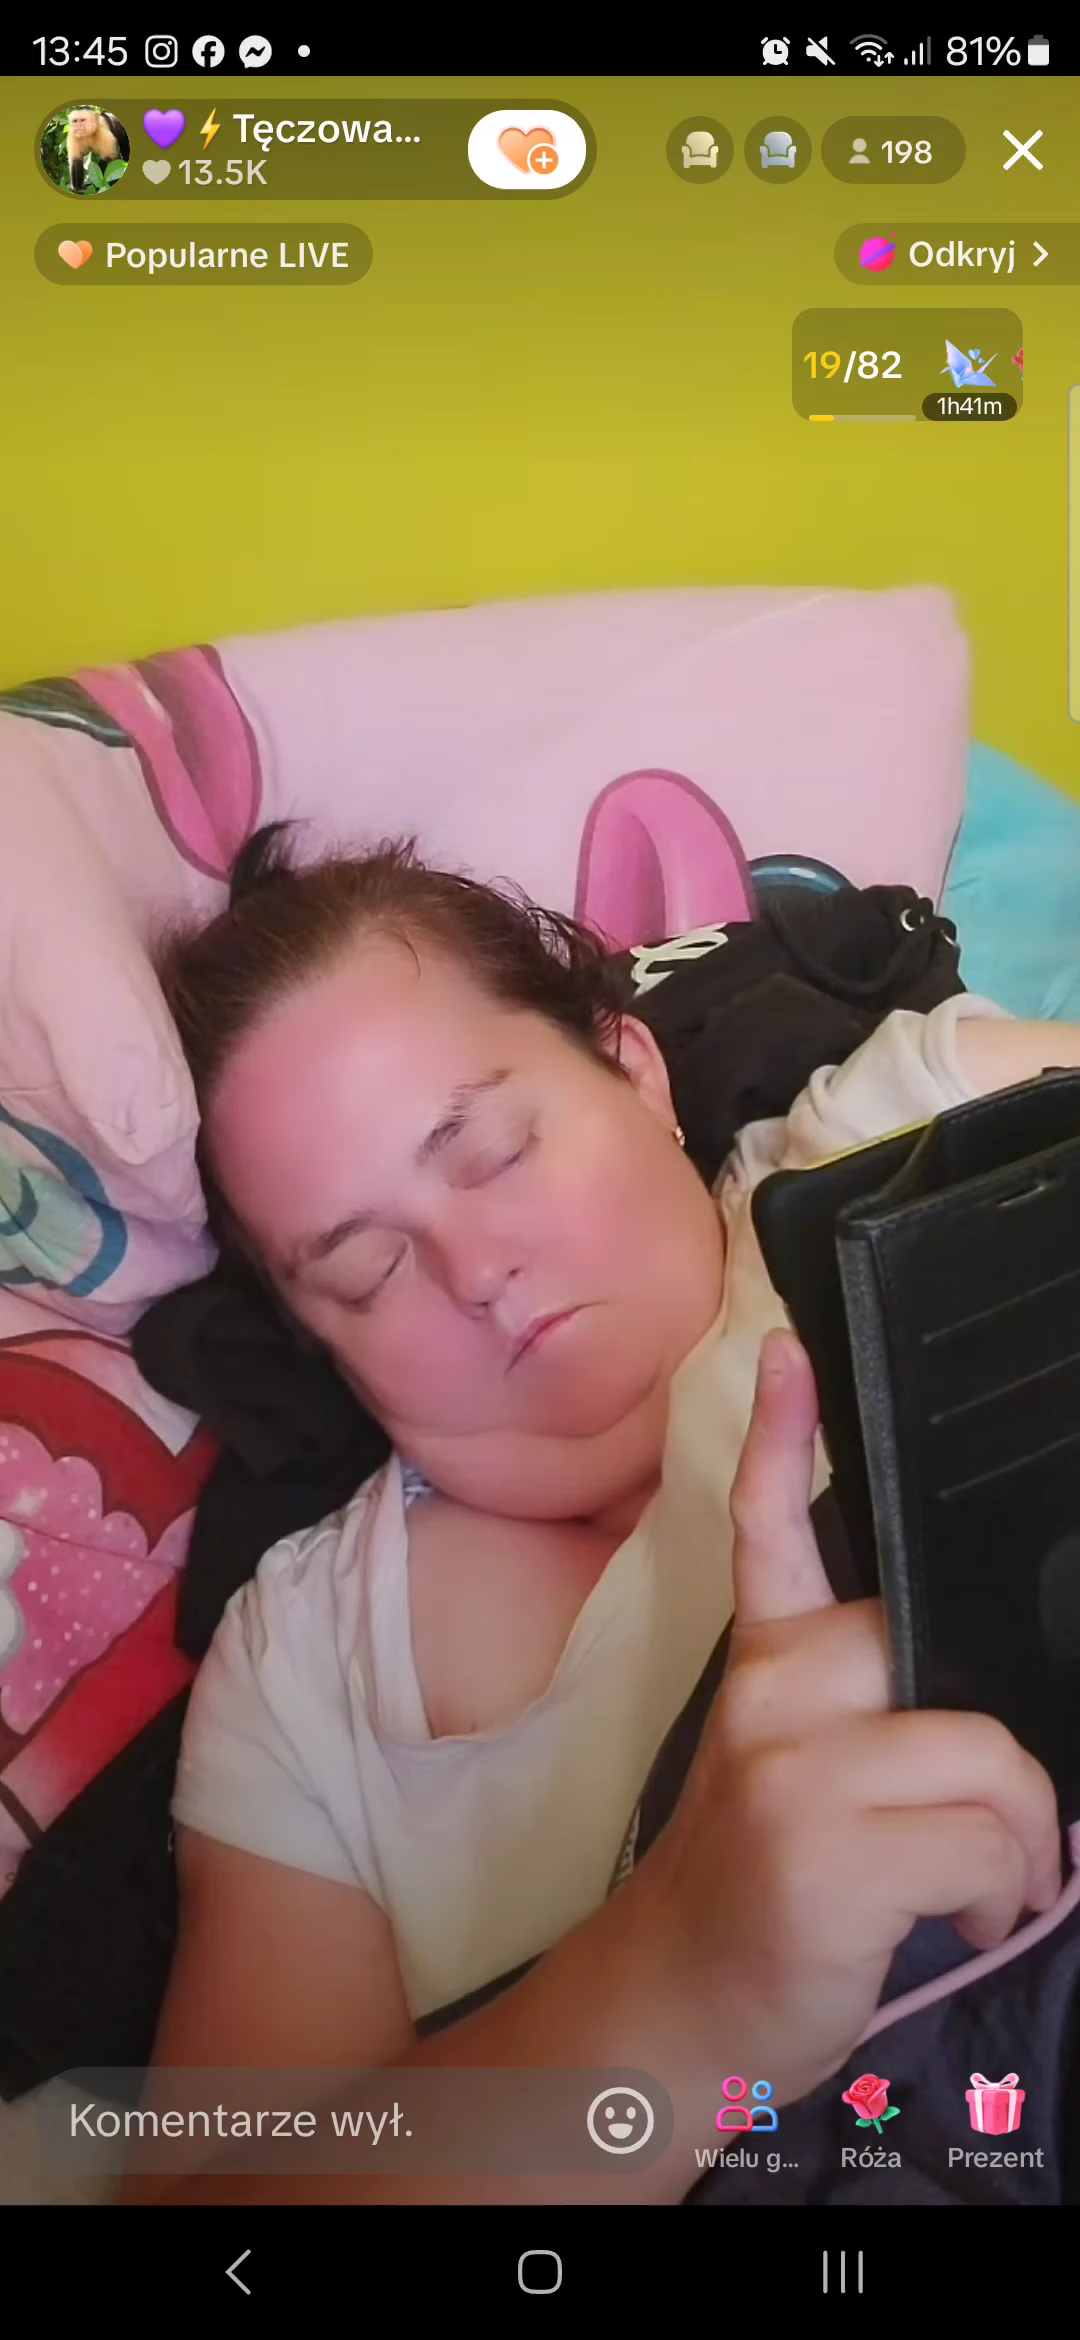 13:45
81%
💜⚡Tęczowa...
13.5K
198
Popularne LIVE
Odkryj
19/82
1h41m
Komentarze wył.
Wielu g...
Róża
Prezent